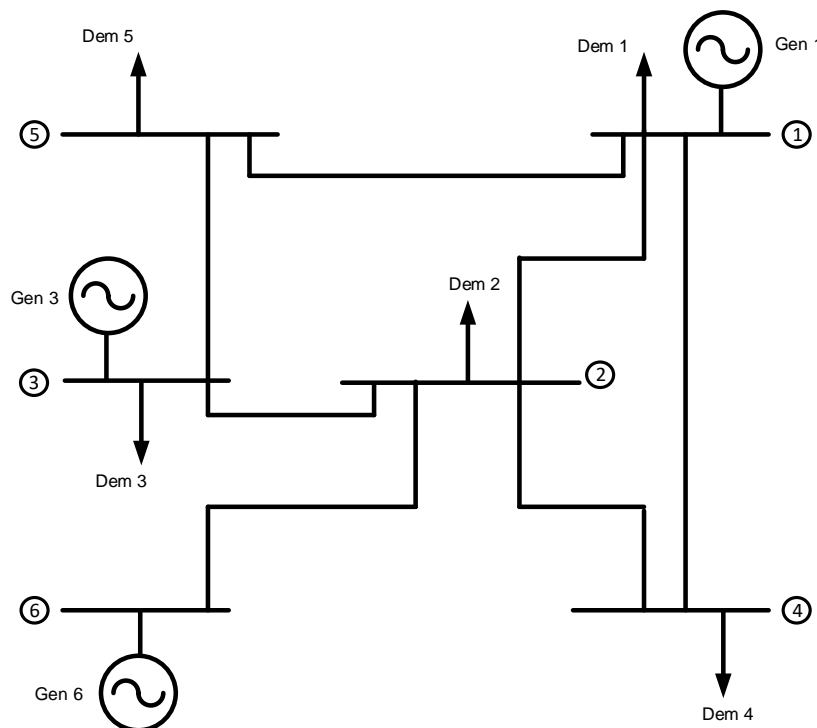 Dem 5
Dem 1
Gen 1
5
1
Dem 2
Gen 3
3
2
Dem 3
6
4
Gen 6
Dem 4